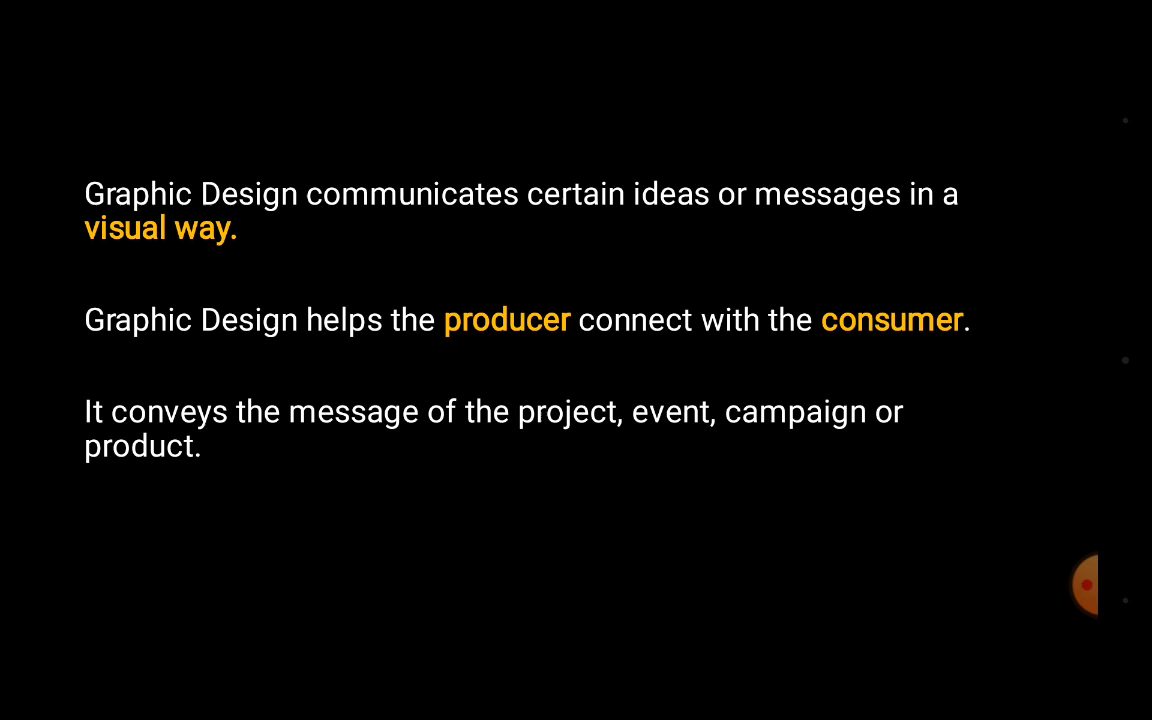 Graphic Design communicates certain ideas or messages in a
visual way.
Graphic Design helps the producer connect with the consumer.
It conveys the message of the project, event, campaign or
product.